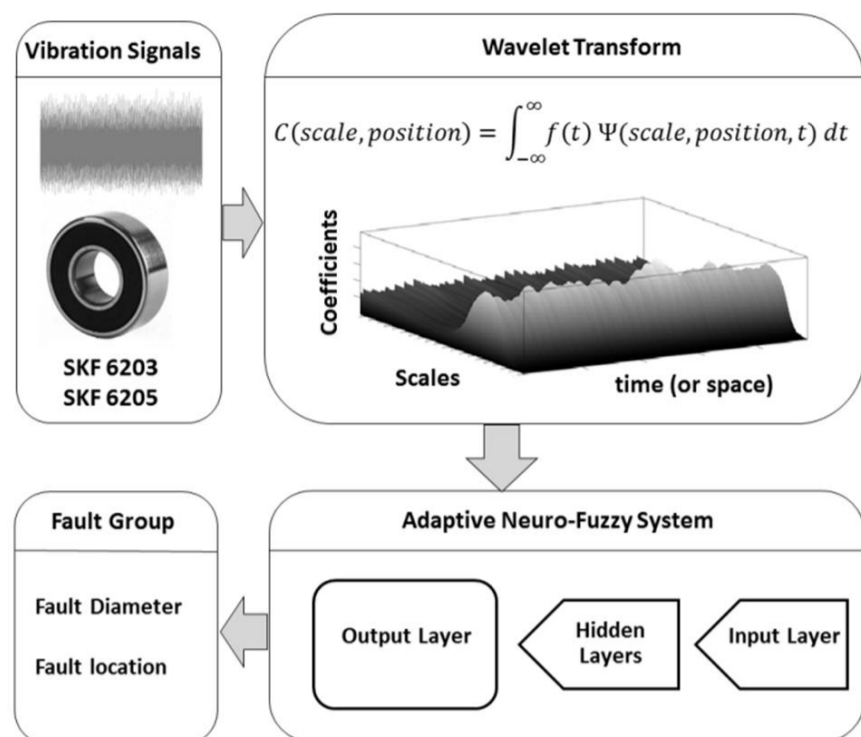 Vibration Signals
SKF 6203
SKF 6205
Wavelet Transform
C(scale, position) = ∫_{-∞}^{∞} f(t) Ψ(scale, position, t) dt
Coefficients
Scales
time (or space)
Adaptive Neuro-Fuzzy System
Input Layer
Hidden
Layers
Output Layer
Fault Group
Fault Diameter
Fault location